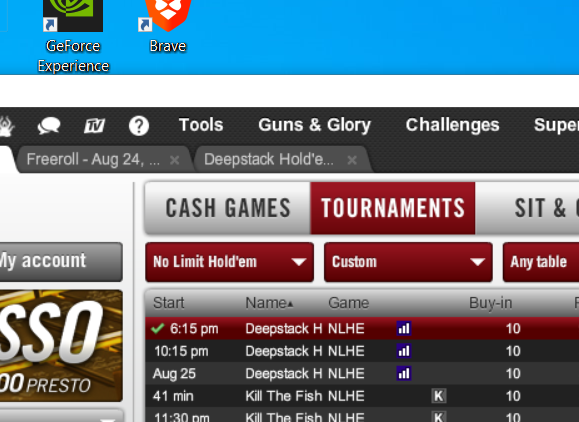 GeForce
Experience
Brave
TV
?
Tools
Guns & Glory
Challenges
Freeroll - Aug 24, ...
Deepstack Hold'e...
CASH GAMES
TOURNAMENTS
SIT &
My account
No Limit Hold'em
Custom
Any table
Start Name Game Buy-in
6:15 pm Deepstack H NLHE 10
10:15 pm Deepstack H NLHE 10
Aug 25 Deepstack H NLHE 10
41 min Kill The Fish NLHE K 10
11:30 pm Kill The Fish NLHE K 10
PRESTO